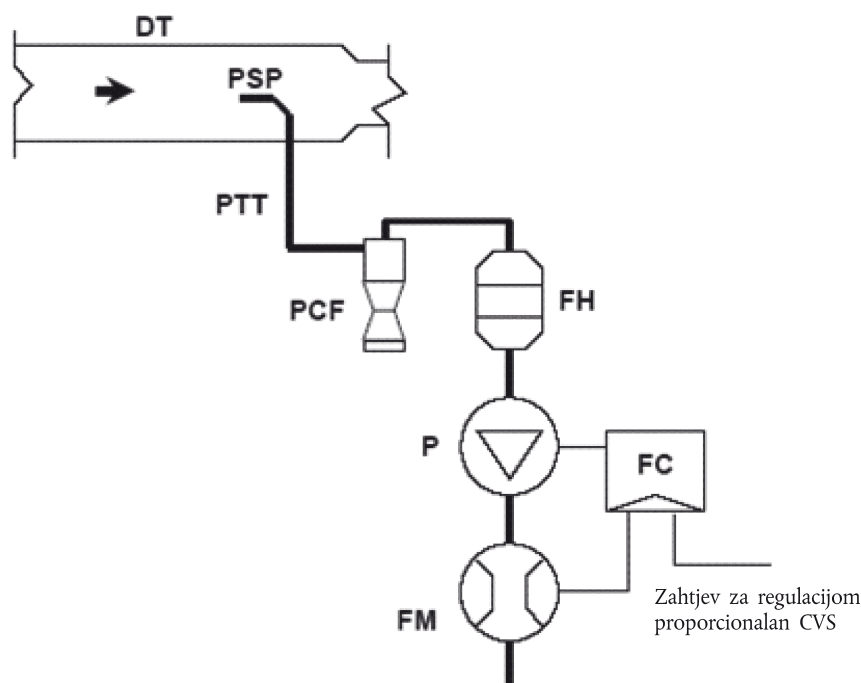 DT
PSP
PTT
PCF
FH
P
FC
FM
Zahtjev za regulacijom
proporcionalan CVS